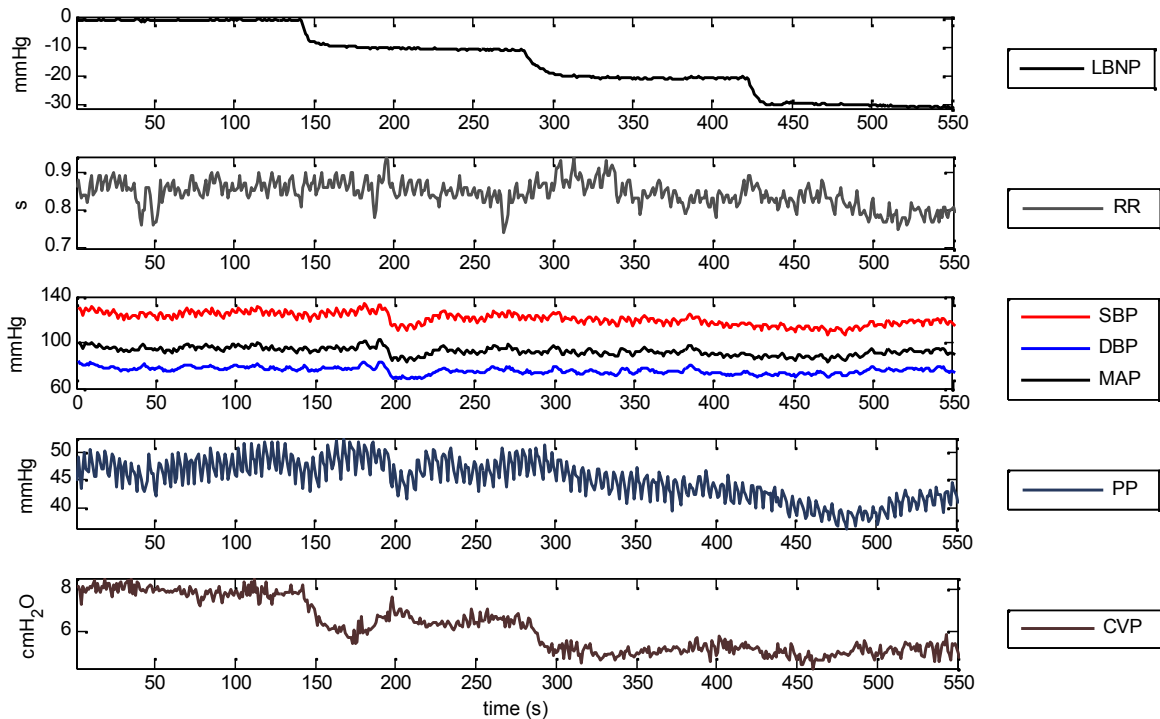 0
-10
-20
-30
mmHg
50 100 150 200 250 300 350 400 450 500 550
LBNP
0.9
0.8
0.7
s
50 100 150 200 250 300 350 400 450 500 550
RR
140
100
60
mmHg
0 50 100 150 200 250 300 350 400 450 500 550
SBP
DBP
MAP
50
45
40
mmHg
50 100 150 200 250 300 350 400 450 500 550
PP
8
6
cmH₂O
50 100 150 200 250 300 350 400 450 500 550
time (s)
CVP